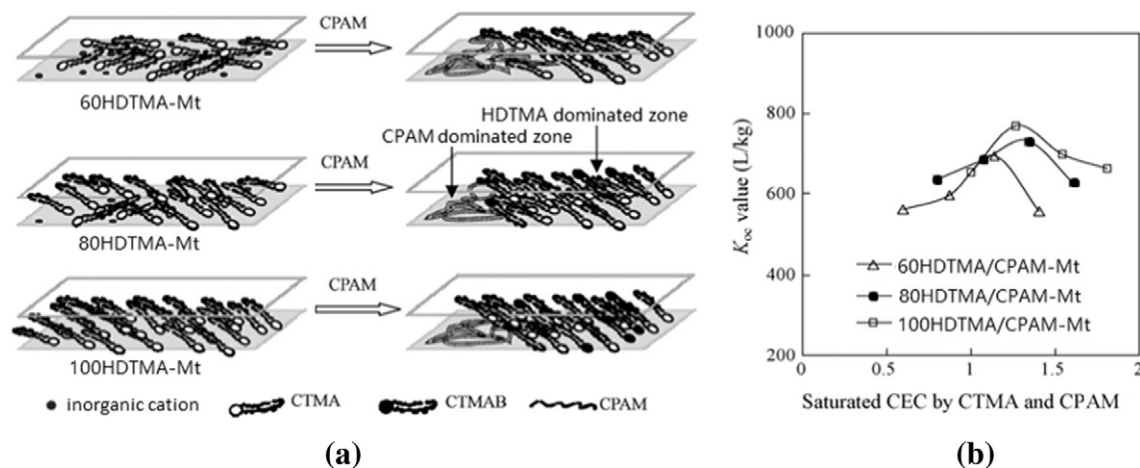 CPAM
60HDTMA-Mt
HDTMA dominated zone
CPAM dominated zone
CPAM
80HDTMA-Mt
CPAM
100HDTMA-Mt
inorganic cation
CTMA
CTMAB
CPAM
(a)
1000
800
600
400
200
Koc value (L/kg)
60HDTMA/CPAM-Mt
80HDTMA/CPAM-Mt
100HDTMA/CPAM-Mt
0 0.5 1 1.5 2
Saturated CEC by CTMA and CPAM
(b)